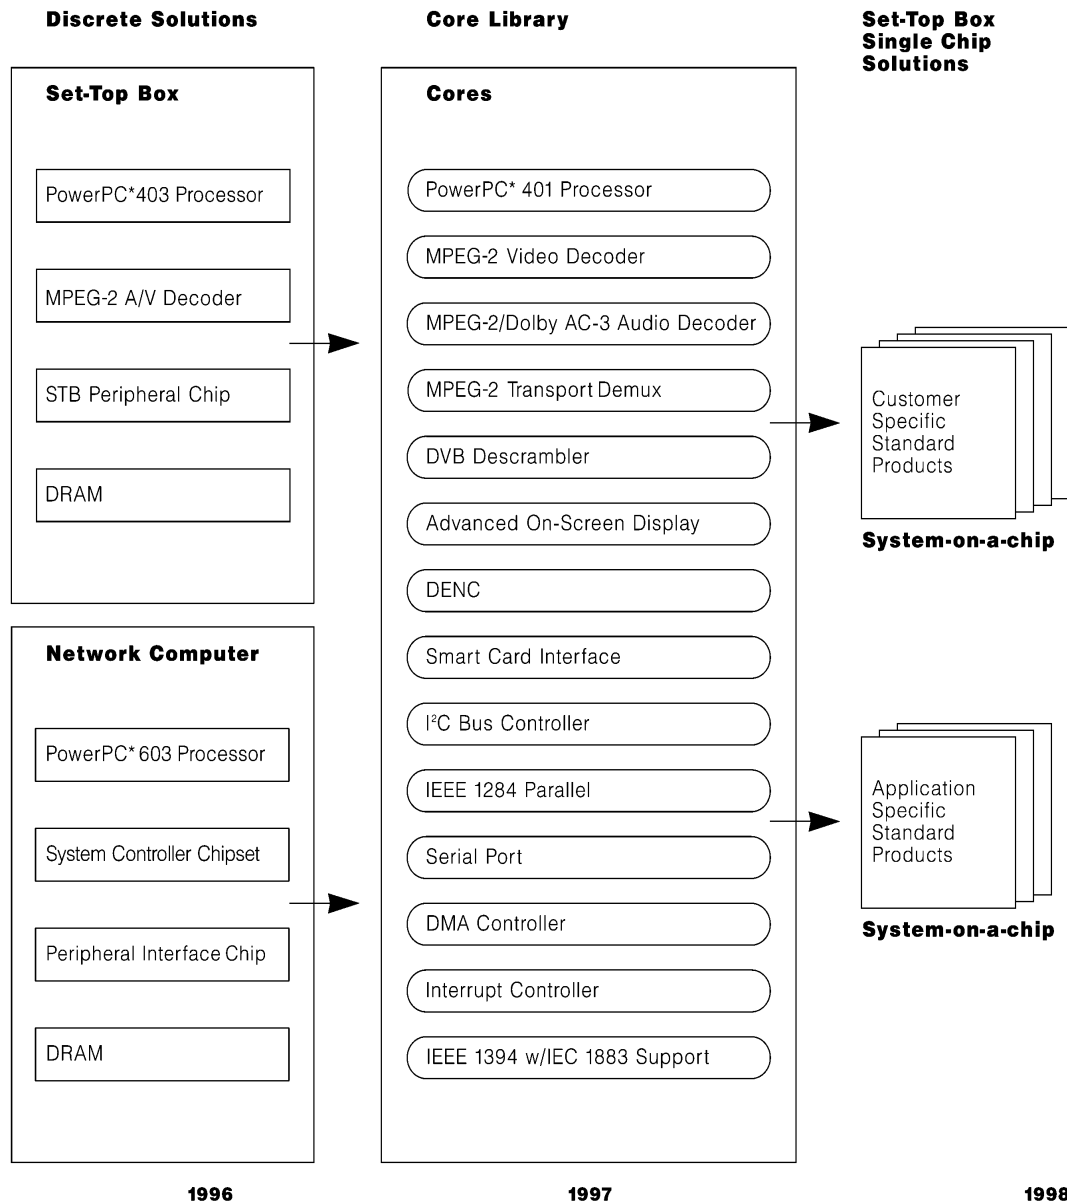 Discrete Solutions
Set-Top Box
PowerPC*403 Processor
MPEG-2 A/V Decoder
STB Peripheral Chip
DRAM
Network Computer
PowerPC* 603 Processor
System Controller Chipset
Peripheral Interface Chip
DRAM
1996
Core Library
Cores
PowerPC* 401 Processor
MPEG-2 Video Decoder
MPEG-2/Dolby AC-3 Audio Decoder
MPEG-2 Transport Demux
DVB Descrambler
Advanced On-Screen Display
DENC
Smart Card Interface
I²C Bus Controller
IEEE 1284 Parallel
Serial Port
DMA Controller
Interrupt Controller
IEEE 1394 w/IEC 1883 Support
1997
Set-Top Box
Single Chip
Solutions
Customer
Specific
Standard
Products
System-on-a-chip
Application
Specific
Standard
Products
System-on-a-chip
1998